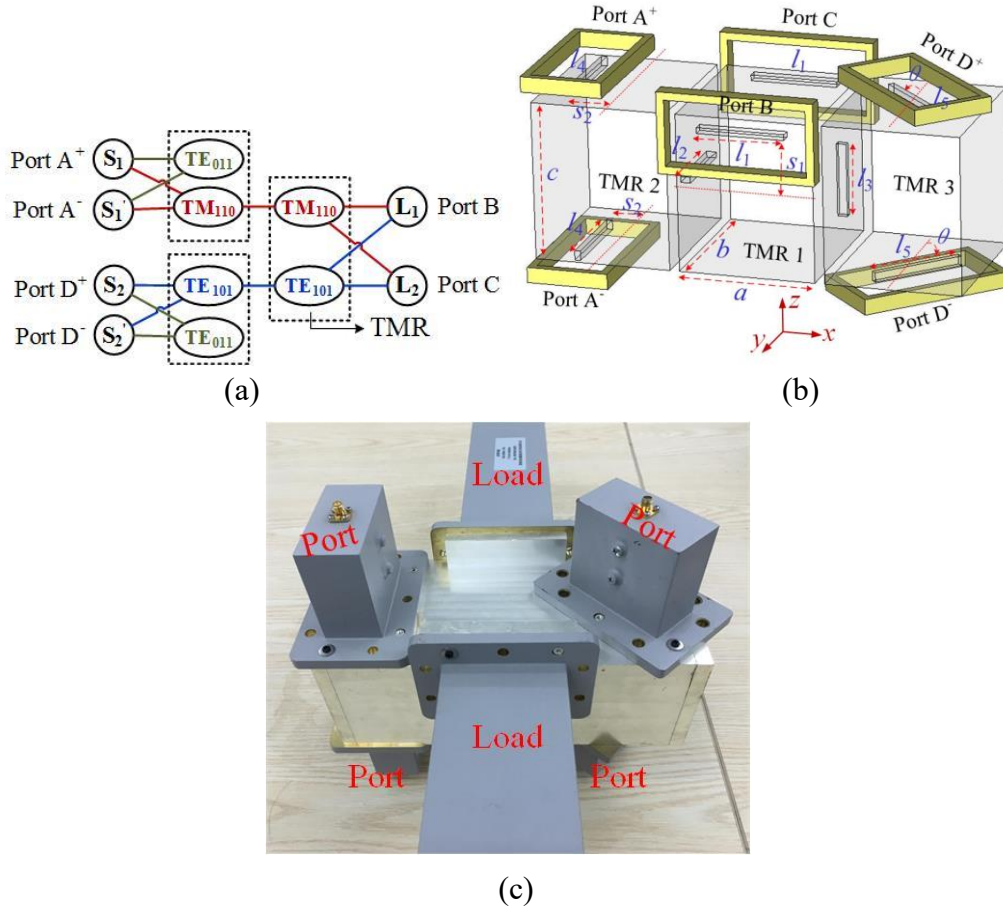 Port A⁺
S₁
TE₀₁₁
Port A⁻
S₁'
TM₁₁₀
TM₁₁₀
L₁
Port B
Port D⁺
S₂
TE₁₀₁
TE₁₀₁
L₂
Port C
Port D⁻
S₂'
TE₀₁₁
TMR
(a)
Port A⁺
Port C
Port D⁺
l₄
s₂
l₁
θ
l₅
Port B
l₂
l₁
s₁
c
l₃
TMR 2
TMR 3
s₂
l₄
b
TMR 1
l₅
θ
a
Port A⁻
Port D⁻
z
x
y
(b)
Load
Port
Port
Load
Port
Port
(c)